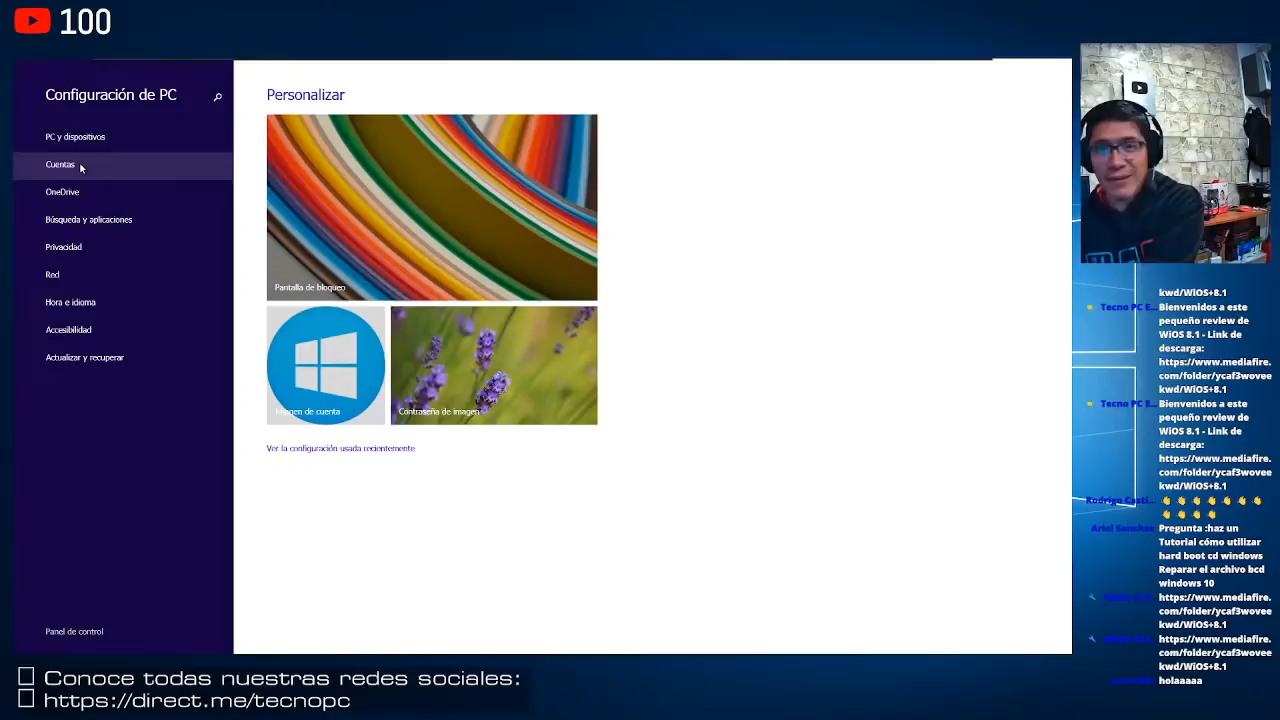 100
Configuración de PC
PC y dispositivos
Cuentas
OneDrive
Búsqueda y aplicaciones
Privacidad
Red
Hora e idioma
Accesibilidad
Actualizar y recuperar
Panel de control
Personalizar
Pantalla de bloqueo
Imagen de cuenta
Contraseña de imagen
Ver la configuración usada recientemente
kwd/WiOS+8.1
Tecno PC E... Bienvenidos a este
pequeño review de
WiOS 8.1 - Link de
descarga:
https://www.mediafire.
com/folder/ycaf3wovee
kwd/WiOS+8.1
Tecno PC E... Bienvenidos a este
pequeño review de
WiOS 8.1 - Link de
descarga:
https://www.mediafire.
com/folder/ycaf3wovee
kwd/WiOS+8.1
Rodrigo Casti...
Ariel Sanchez Pregunta :haz un
Tutorial cómo utilizar
hard boot cd windows
Reparar el archivo bcd
windows 10
https://www.mediafire.
com/folder/ycaf3wovee
kwd/WiOS+8.1
https://www.mediafire.
com/folder/ycaf3wovee
kwd/WiOS+8.1
holaaaaa
Conoce todas nuestras redes sociales:
https://direct.me/tecnopc